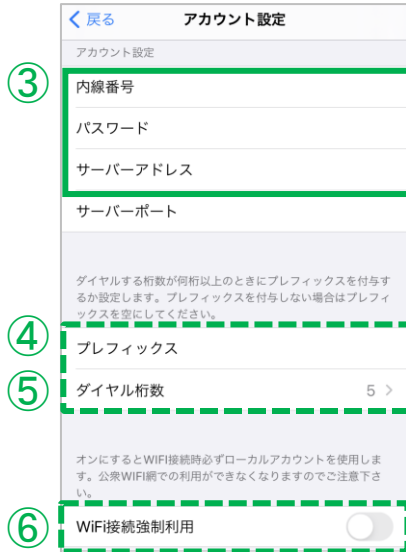 戻る アカウント設定
アカウント設定
③ 内線番号
パスワード
サーバーアドレス
サーバーポート
ダイヤルする桁数が何桁以上のときにプレフィックスを付与す
るか設定します。プレフィックスを付与しない場合はプレフィ
ックスを空にしてください。
④ プレフィックス
⑤ ダイヤル桁数 5
オンにするとWIFI接続時必ずローカルアカウントを使用しま
す。公衆WIFI網での利用ができなくなりますのでご注意下さ
い。
⑥ WiFi接続強制利用